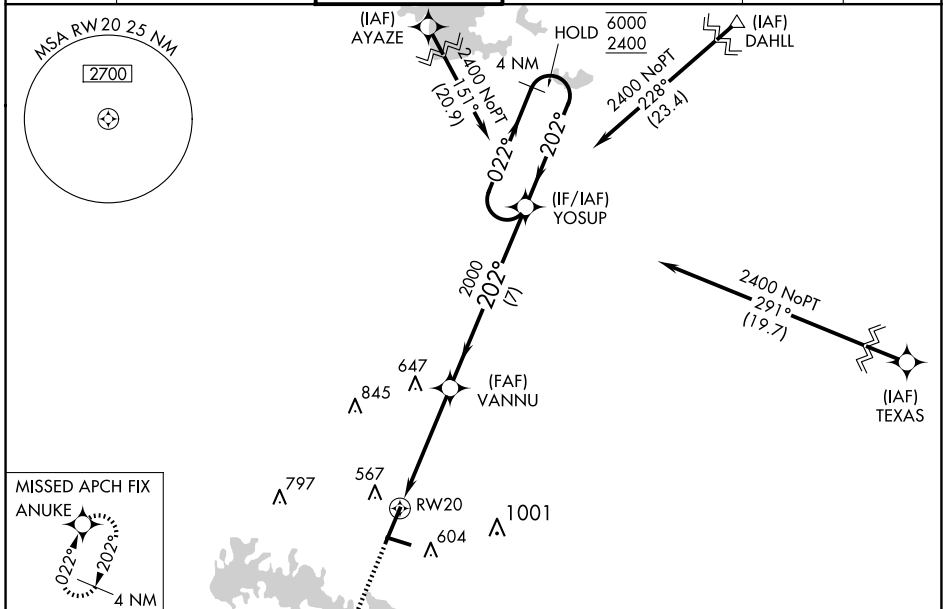 MSA RW20 25 NM
2700
(IAF)
AYAZE
2400 NoPT
151°
(20.9)
HOLD
6000
2400
4 NM
022°
202°
(IAF)
DAHLL
2400 NoPT
228°
(23.4)
(IF/IAF)
YOSUP
2000
202°
(7)
2400 NoPT
291°
(19.7)
(IAF)
TEXAS
647
845
(FAF)
VANNU
797
567
RW20
1001
604
MISSED APCH FIX
ANUKE
022°
202°
4 NM